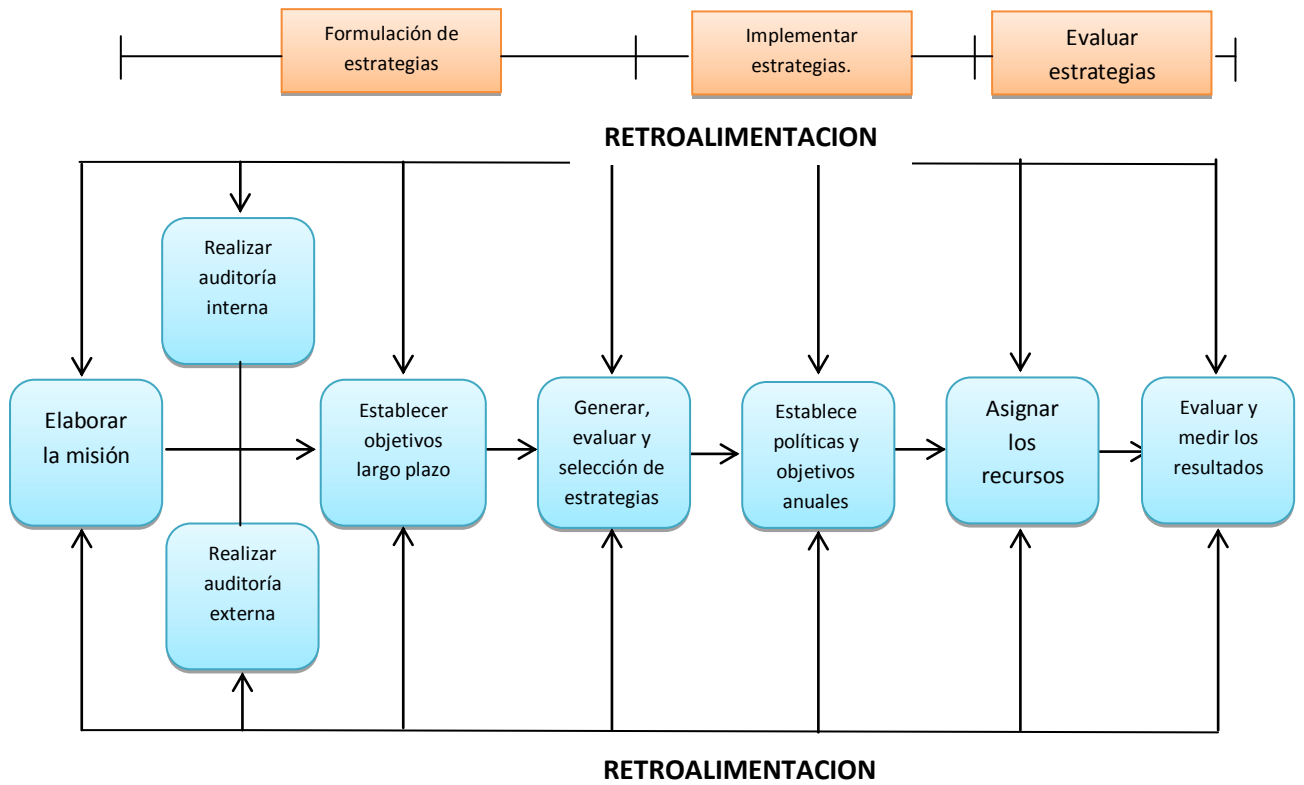 Formulación de
estrategias
Implementar
estrategias.
Evaluar
estrategias
RETROALIMENTACION
Realizar
auditoría
interna
Elaborar
la misión
Establecer
objetivos
largo plazo
Generar,
evaluar y
selección de
estrategias
Establece
políticas y
objetivos
anuales
Asignar
los
recursos
Evaluar y
medir los
resultados
Realizar
auditoría
externa
RETROALIMENTACION